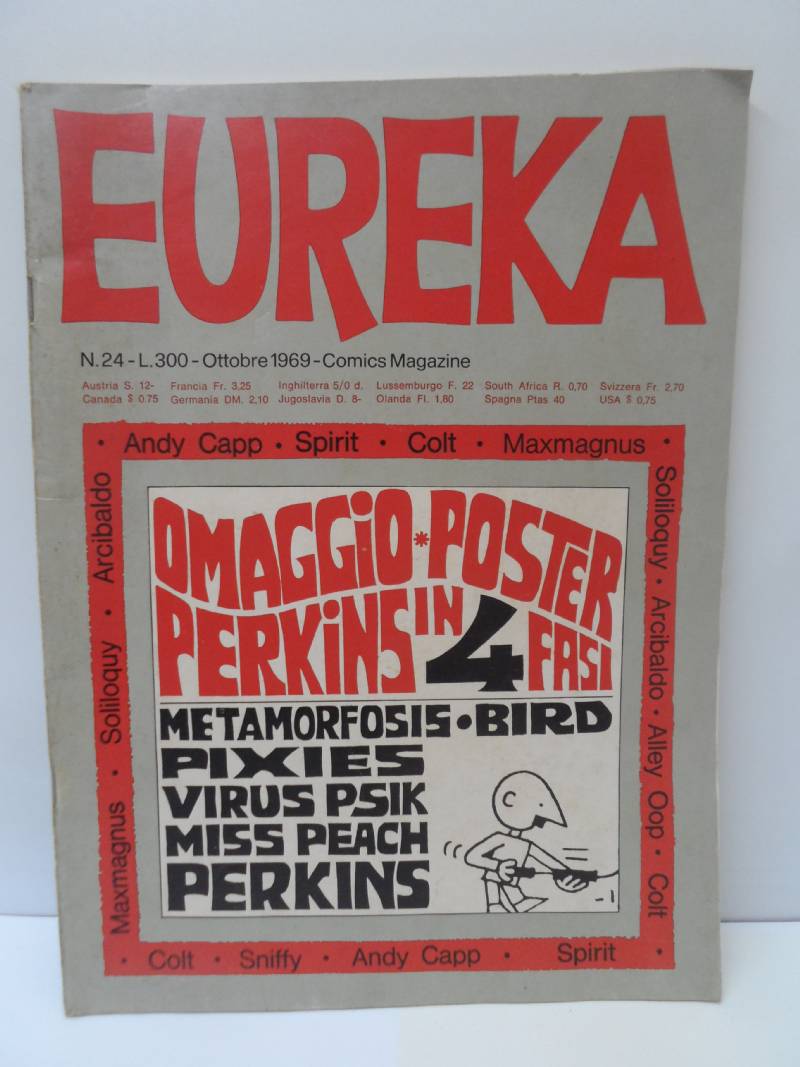 EUREKA
N.24 - L.300 - Ottobre 1969 - Comics Magazine
Austria S. 12- Francia Fr. 3,25 Inghilterra 5/0 d. Lussemburgo F. 22 South Africa R. 0,70 Svizzera Fr. 2,70
Canada $ 0.75 Germania DM. 2,10 Jugoslavia D. 8- Olanda Fl. 1,80 Spagna Ptas 40 USA $ 0,75
• Andy Capp • Spirit • Colt • Maxmagnus •
Maxmagnus • Soliloquy • Arcibaldo
Soliloquy • Arcibaldo • Alley Oop • Colt
OMAGGiO * POSTER
PERKiNS IN 4 FASI
METAMORFOSIS • BIRD
PIXIES
VIRUS PSIK
MISS PEACH
PERKINS
• Colt • Sniffy • Andy Capp • Spirit •